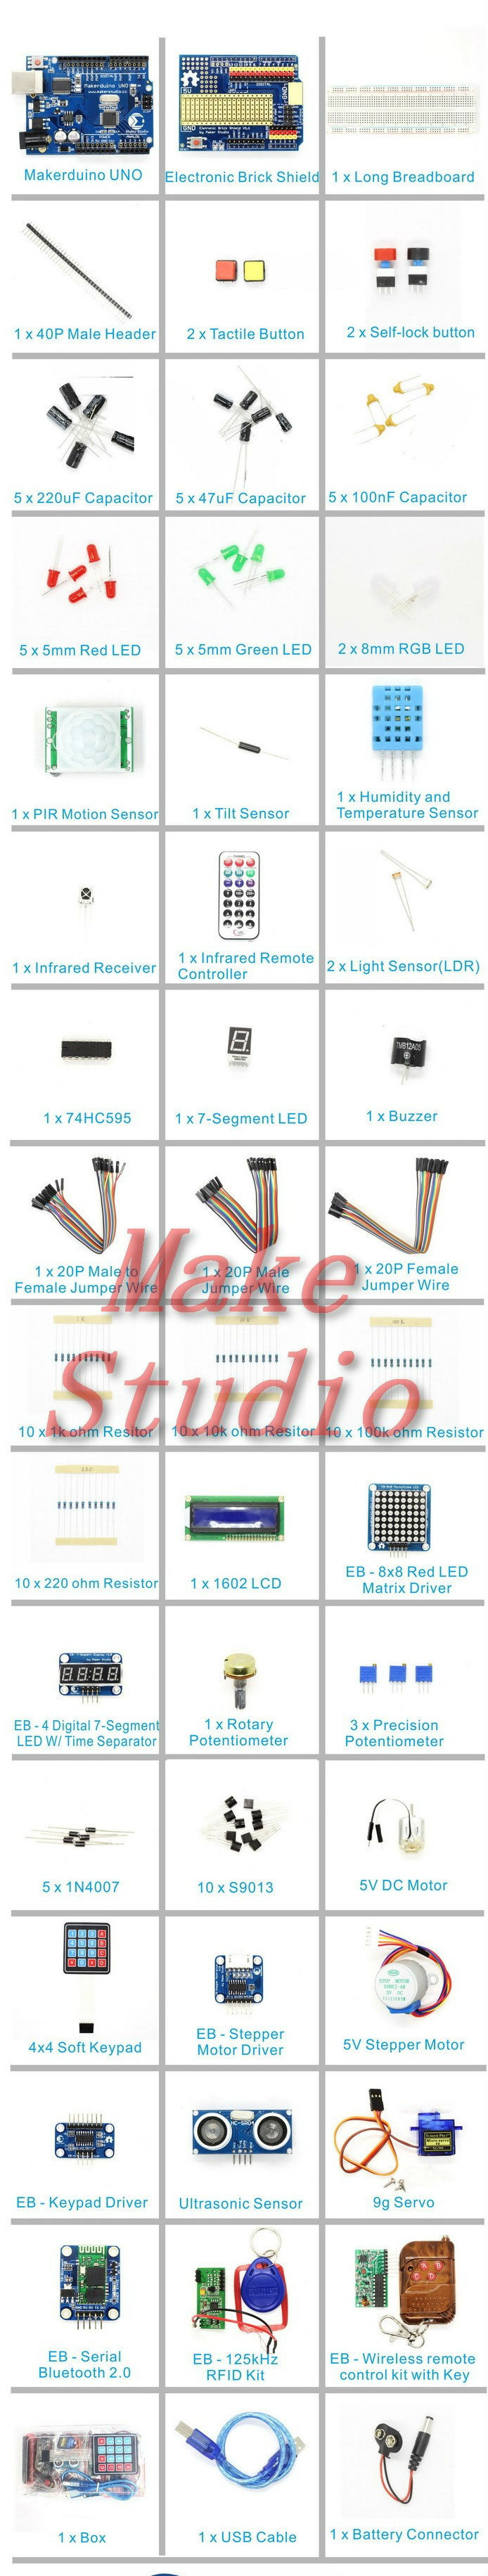 Makerduino UNO
Electronic Brick Shield
1 x Long Breadboard
1 x 40P Male Header
2 x Tactile Button
2 x Self-lock button
5 x 220uF Capacitor
5 x 47uF Capacitor
5 x 100nF Capacitor
5 x 5mm Red LED
5 x 5mm Green LED
2 x 8mm RGB LED
1 x PIR Motion Sensor
1 x Tilt Sensor
1 x Humidity and
Temperature Sensor
1 x Infrared Receiver
1 x Infrared Remote
Controller
2 x Light Sensor(LDR)
1 x 74HC595
1 x 7-Segment LED
TMB12A05
1 x Buzzer
1 x 20P Male to
Female Jumper Wire
1 x 20P Male
Jumper Wire
1 x 20P Female
Jumper Wire
Make
Studio
10 x 1k ohm Resitor
10 x 10k ohm Resitor
10 x 100k ohm Resistor
10 x 220 ohm Resistor
1 x 1602 LCD
EB - 8x8 Red LED
Matrix Driver
EB - 4 Digital 7-Segment
LED W/ Time Separator
1 x Rotary
Potentiometer
3 x Precision
Potentiometer
5 x 1N4007
10 x S9013
5V DC Motor
4x4 Soft Keypad
EB - Stepper
Motor Driver
5V Stepper Motor
EB - Keypad Driver
HC-SR04
Ultrasonic Sensor
9g Servo
EB - Serial
Bluetooth 2.0
EB - 125kHz
RFID Kit
EB - Wireless remote
control kit with Key
1 x Box
1 x USB Cable
1 x Battery Connector